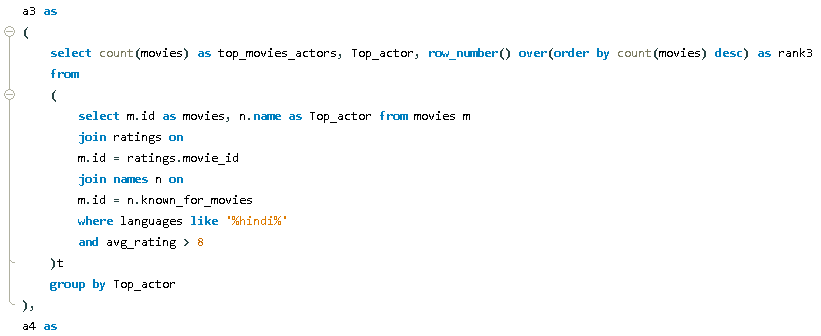 a3 as
(
select count(movies) as top_movies_actors, Top_actor, row_number() over(order by count(movies) desc) as rank3
from
(
select m.id as movies, n.name as Top_actor from movies m
join ratings on
m.id = ratings.movie_id
join names n on
m.id = n.known_for_movies
where languages like '%hindi%'
and avg_rating > 8
)t
group by Top_actor
),
a4 as